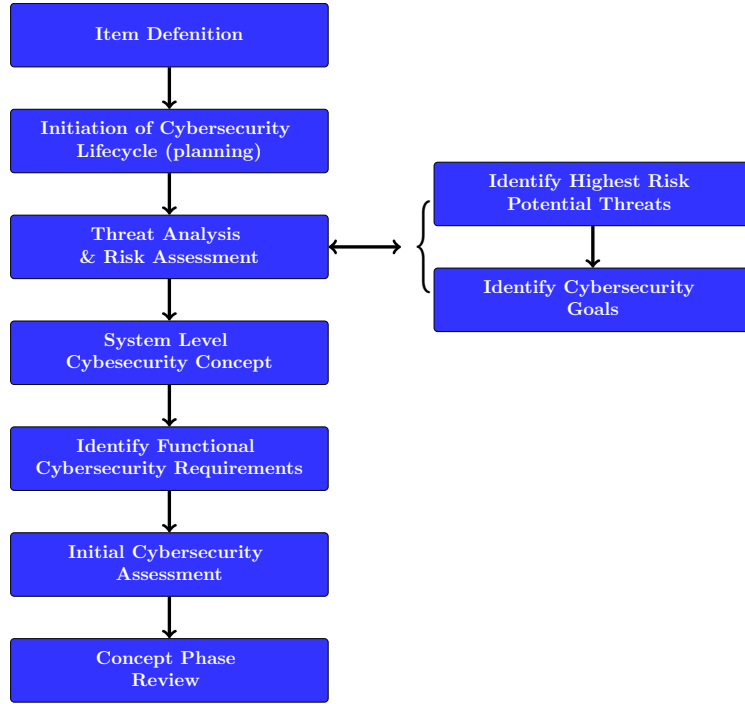 Item Defenition
Initiation of Cybersecurity
Lifecycle (planning)
Threat Analysis
& Risk Assessment
Identify Highest Risk
Potential Threats
Identify Cybersecurity
Goals
System Level
Cybesecurity Concept
Identify Functional
Cybersecurity Requirements
Initial Cybersecurity
Assessment
Concept Phase
Review